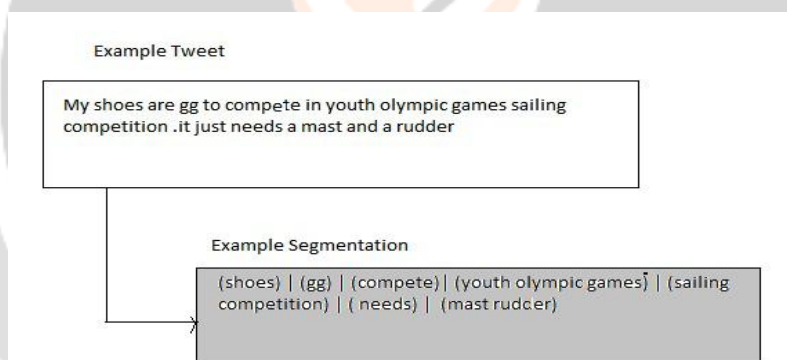 Example Tweet
My shoes are gg to compete in youth olympic games sailing
competition .it just needs a mast and a rudder
Example Segmentation
(shoes) | (gg) | (compete)| (youth olympic games) | (sailing
competition) | ( needs) | (mast rudder)